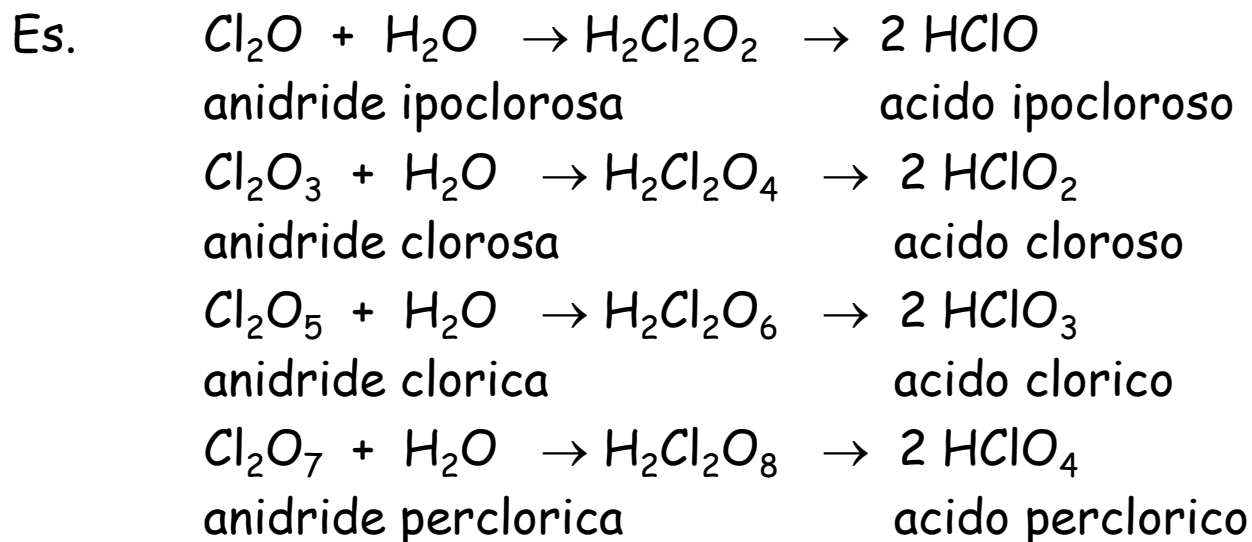 Es. Cl₂O + H₂O → H₂Cl₂O₂ → 2 HClO
anidride ipoclorosa acido ipocloroso
Cl₂O₃ + H₂O → H₂Cl₂O₄ → 2 HClO₂
anidride clorosa acido cloroso
Cl₂O₅ + H₂O → H₂Cl₂O₆ → 2 HClO₃
anidride clorica acido clorico
Cl₂O₇ + H₂O → H₂Cl₂O₈ → 2 HClO₄
anidride perclorica acido perclorico